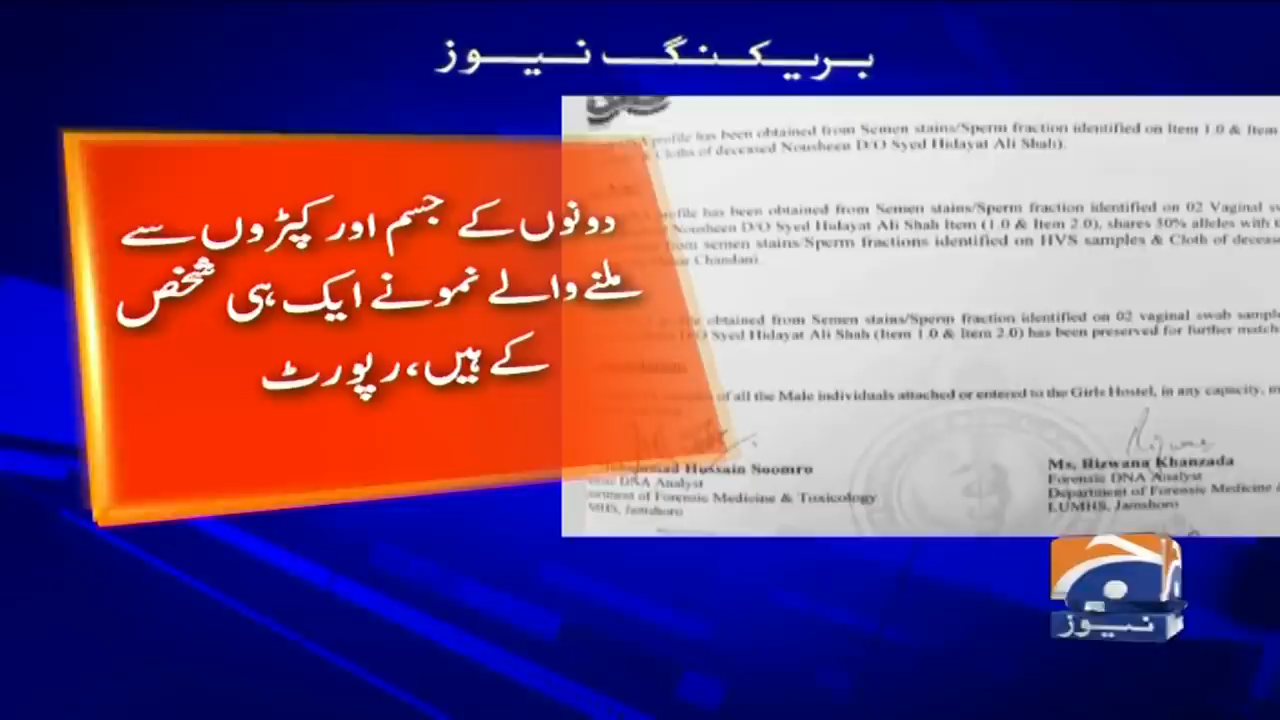 بریکنگ نیوز
دونوں کے جسم اور کپڑوں سے
ملنے والے نمونے ایک ہی شخص
کے ہیں، رپورٹ
profile has been obtained from Semen stains/Sperm fraction identified on Item 1.0 & Item
Cloths of deceased Nousheen D/O Syed Hidayat Ali Shah).
has been obtained from Semen stains/Sperm fraction identified on 02 Vaginal
Nousheen D/O Syed Hidayat Ali Shah Item (1.0 & Item 2.0), shares 50% alleles with
from semen stains/Sperm fractions identified on HVS samples & Cloth of
Chandani.
obtained from Semen stains/Sperm fraction identified on 02 vaginal swab
Syed Hidayat Ali Shah (Item 1.0 & Item 2.0) has been preserved for further
of all the Male individuals attached or entered to the Girls Hostel, in any capacity,
Hussain Soomro
DNA Analyst
of Forensic Medicine & Toxicology
Jamshoro
Ms. Rizwana Khanzada
Forensic DNA Analyst
Department of Forensic Medicine
LUMHS, Jamshoro
جیو
نیوز